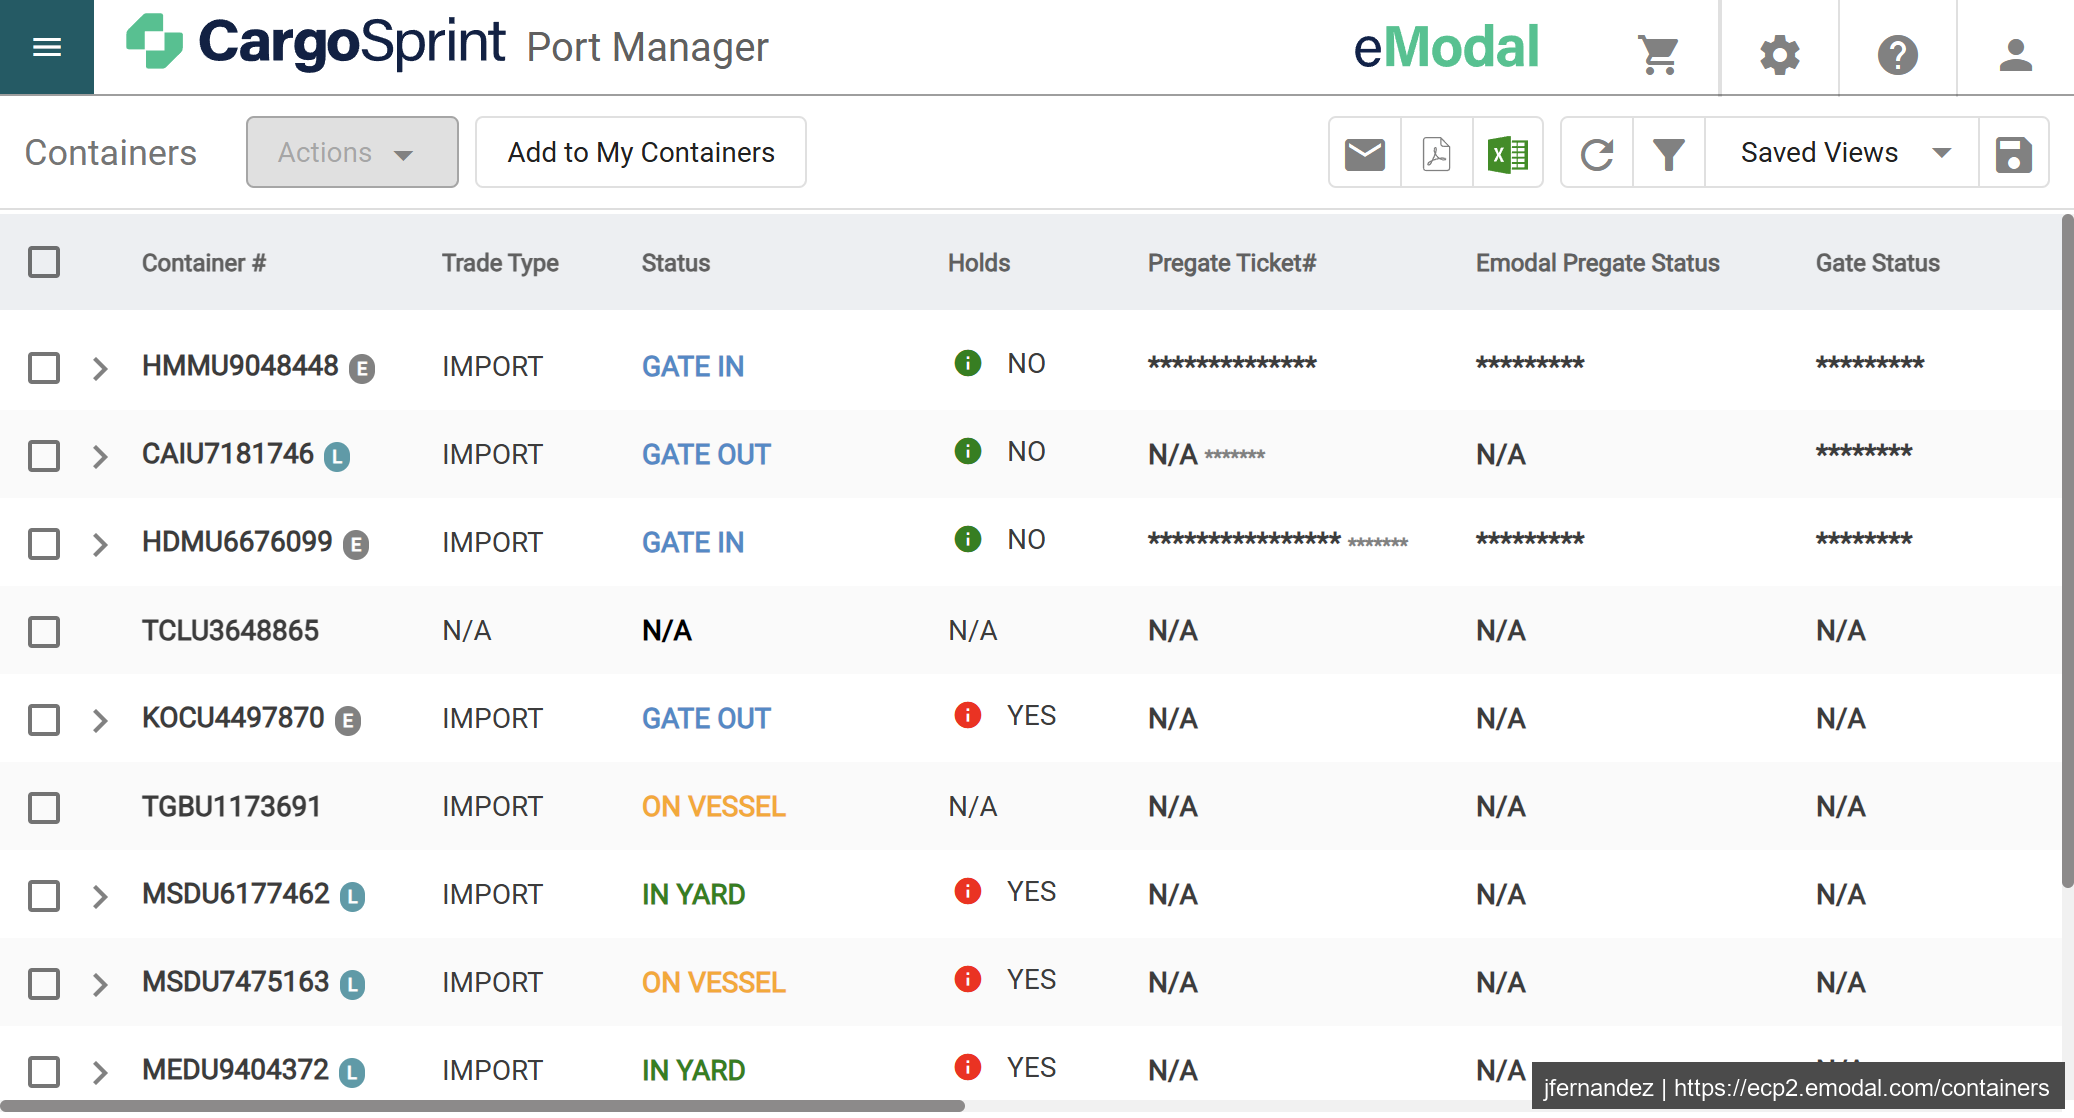 CargoSprint Port Manager eModal
Containers Actions Add to My Containers Saved Views
Container # Trade Type Status Holds Pregate Ticket# Emodal Pregate Status Gate Status
HMMU9048448 E IMPORT GATE IN NO ************** ********* *********
CAIU7181746 L IMPORT GATE OUT NO N/A ******* N/A ********
HDMU6676099 E IMPORT GATE IN NO **************** ******* ********* ********
TCLU3648865 N/A N/A N/A N/A N/A N/A
KOCU4497870 E IMPORT GATE OUT YES N/A N/A N/A
TGBU1173691 IMPORT ON VESSEL N/A N/A N/A N/A
MSDU6177462 L IMPORT IN YARD YES N/A N/A N/A
MSDU7475163 L IMPORT ON VESSEL YES N/A N/A N/A
MEDU9404372 L IMPORT IN YARD YES N/A N/A
jfernandez | https://ecp2.emodal.com/containers